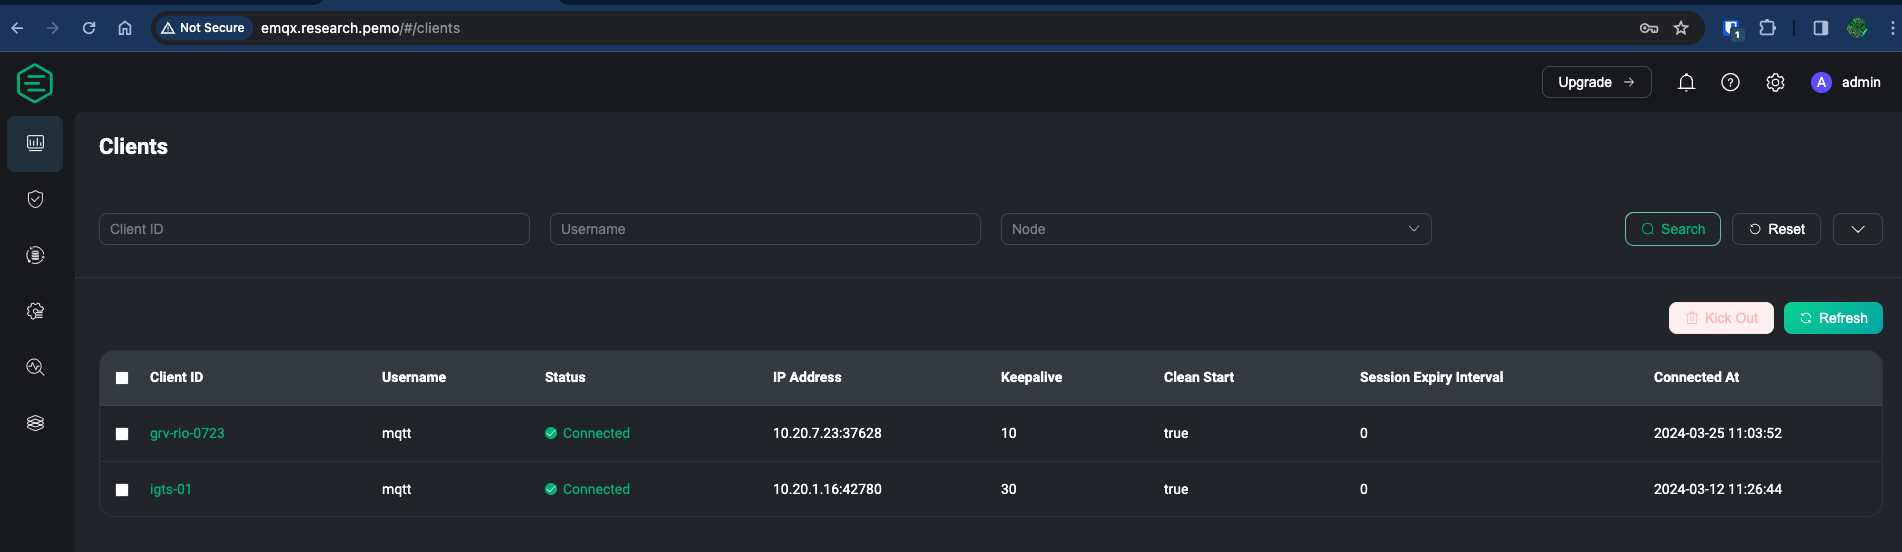 Not Secure emqx.research.pemo/#/clients 1
Upgrade → ? A admin
Clients
Client ID Username Node Search Reset
Kick Out Refresh
Client ID Username Status IP Address Keepalive Clean Start Session Expiry Interval Connected At
grv-rio-0723 mqtt Connected 10.20.7.23:37628 10 true 0 2024-03-25 11:03:52
igts-01 mqtt Connected 10.20.1.16:42780 30 true 0 2024-03-12 11:26:44